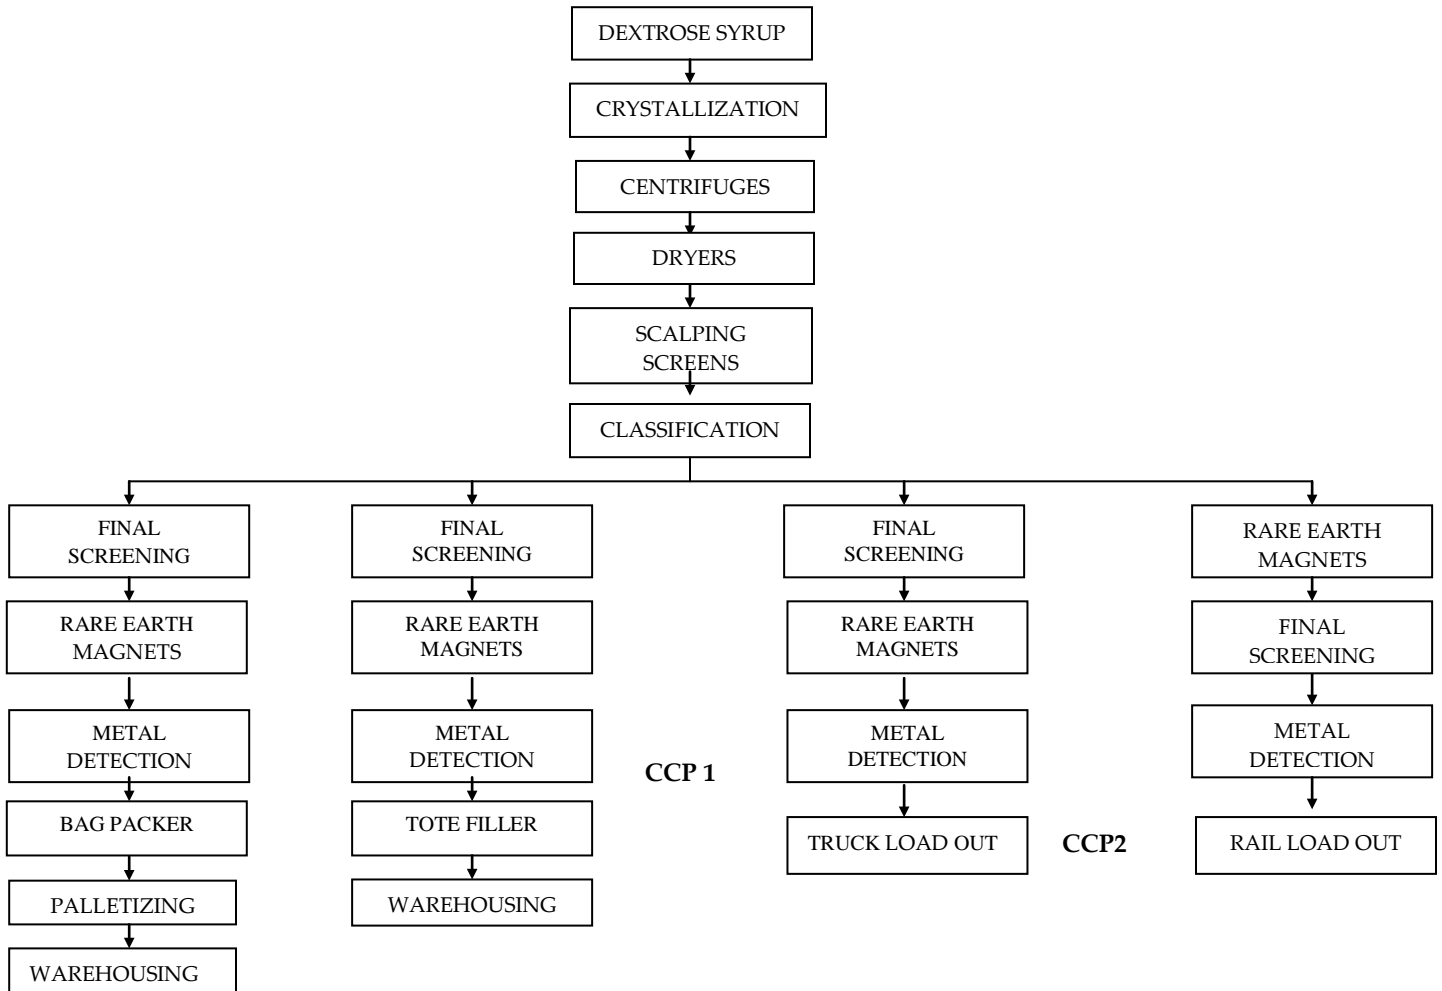 DEXTROSE SYRUP
CRYSTALLIZATION
CENTRIFUGES
DRYERS
SCALPING
SCREENS
CLASSIFICATION
FINAL
SCREENING
RARE EARTH
MAGNETS
METAL
DETECTION
BAG PACKER
PALLETIZING
WAREHOUSING
FINAL
SCREENING
RARE EARTH
MAGNETS
METAL
DETECTION
TOTE FILLER
WAREHOUSING
CCP 1
FINAL
SCREENING
RARE EARTH
MAGNETS
METAL
DETECTION
TRUCK LOAD OUT
CCP2
RARE EARTH
MAGNETS
FINAL
SCREENING
METAL
DETECTION
RAIL LOAD OUT